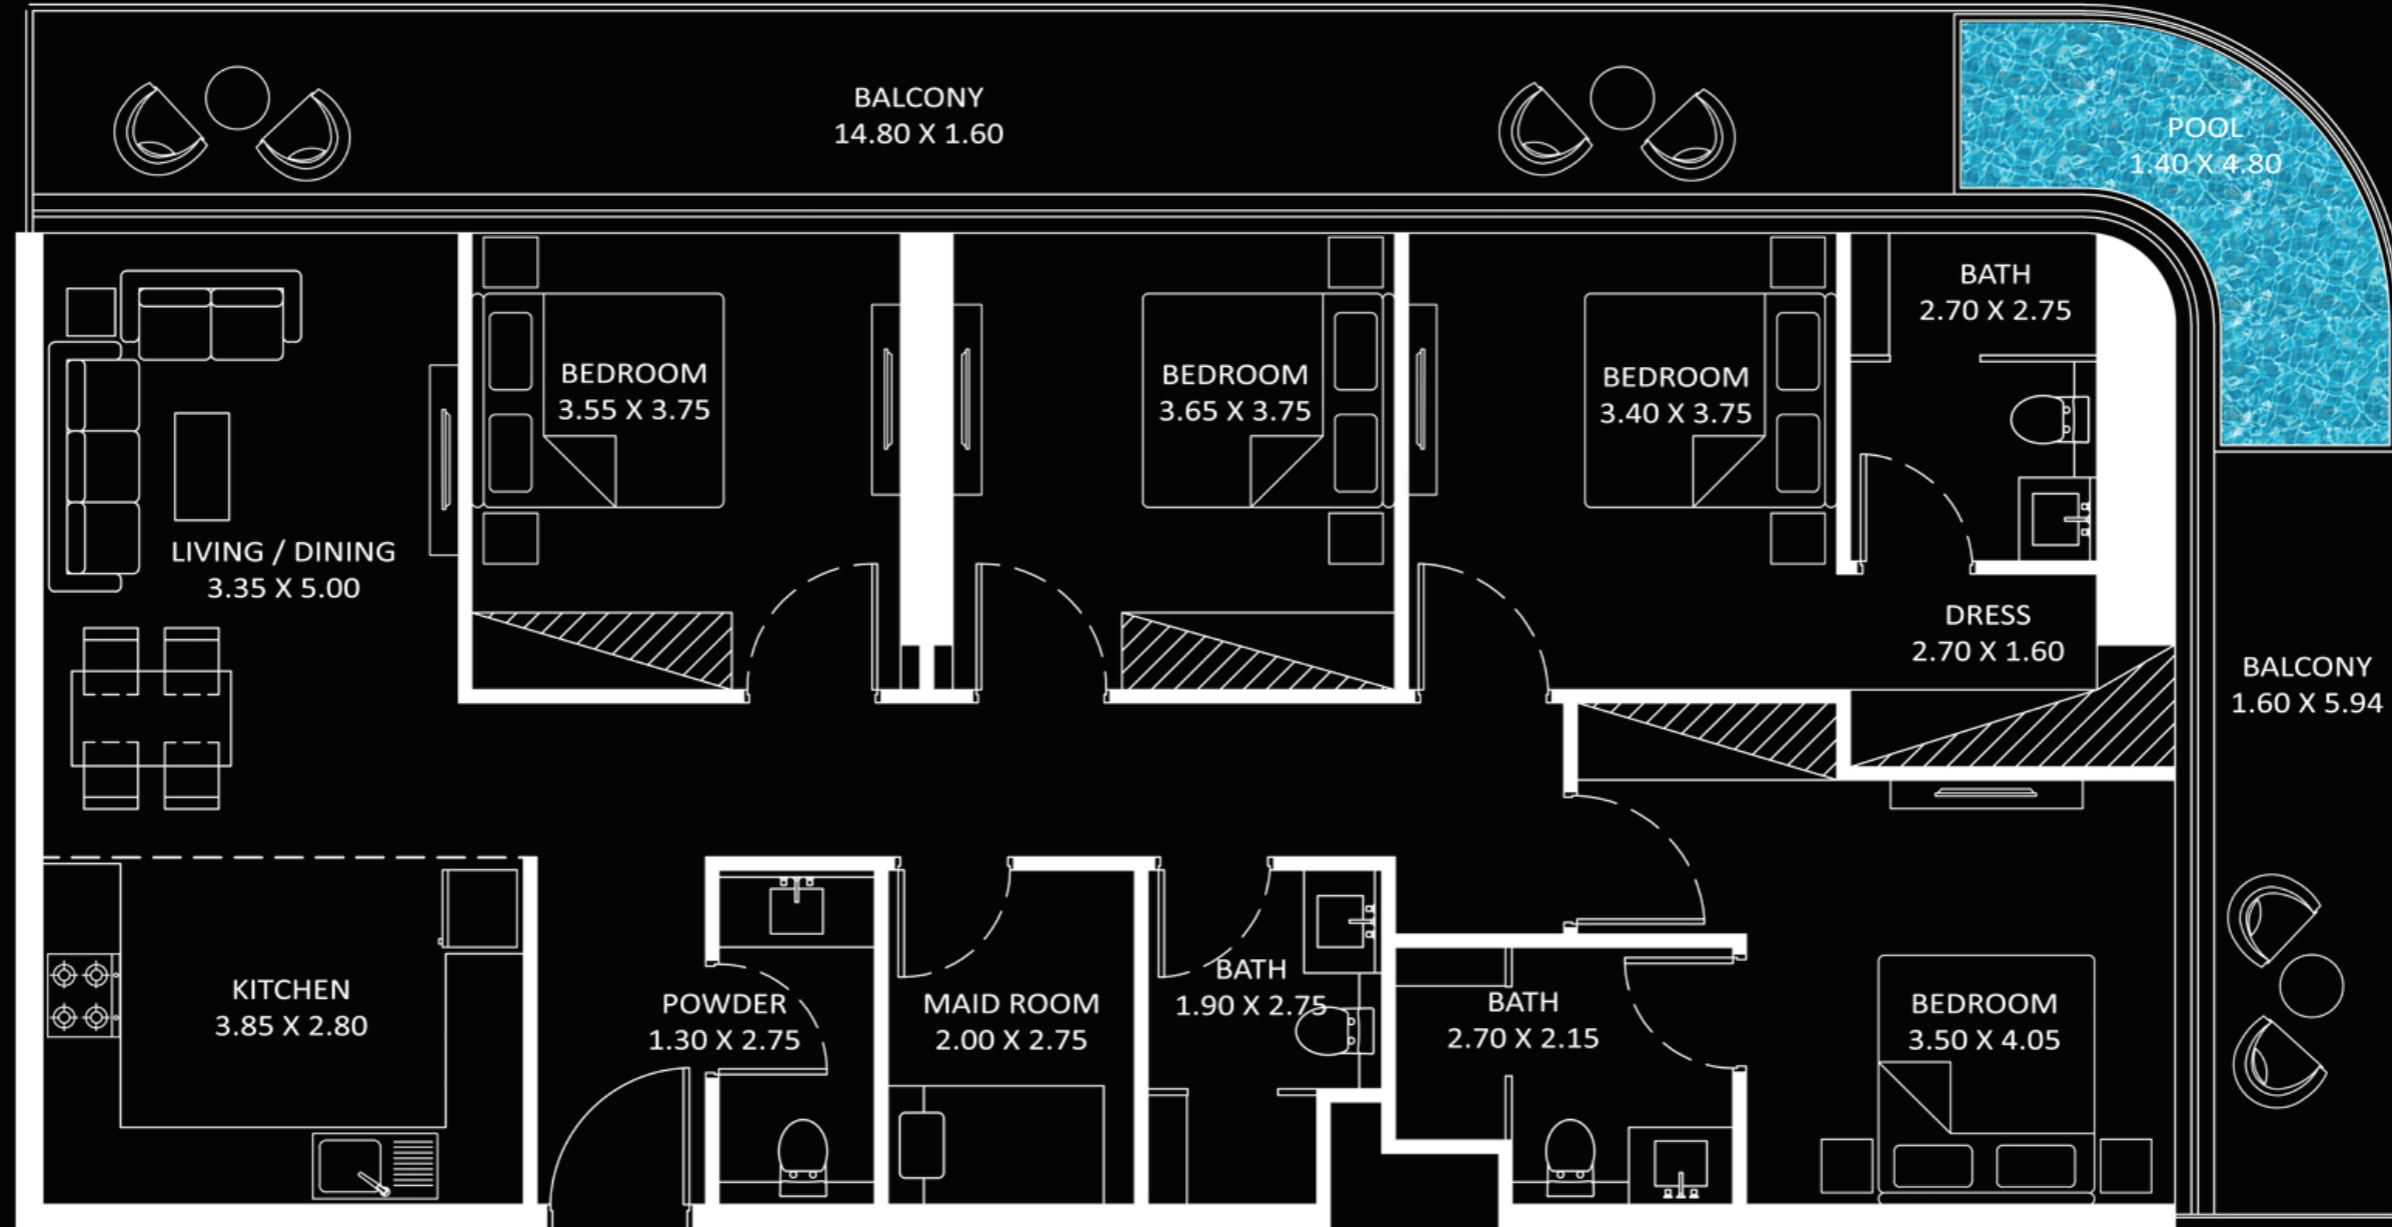 BALCONY
14.80 X 1.60
POOL
1.40 X 4.80
BATH
2.70 X 2.75
BEDROOM
3.55 X 3.75
BEDROOM
3.65 X 3.75
BEDROOM
3.40 X 3.75
LIVING / DINING
3.35 X 5.00
DRESS
2.70 X 1.60
BALCONY
1.60 X 5.94
KITCHEN
3.85 X 2.80
POWDER
1.30 X 2.75
MAID ROOM
2.00 X 2.75
BATH
1.90 X 2.75
BATH
2.70 X 2.15
BEDROOM
3.50 X 4.05